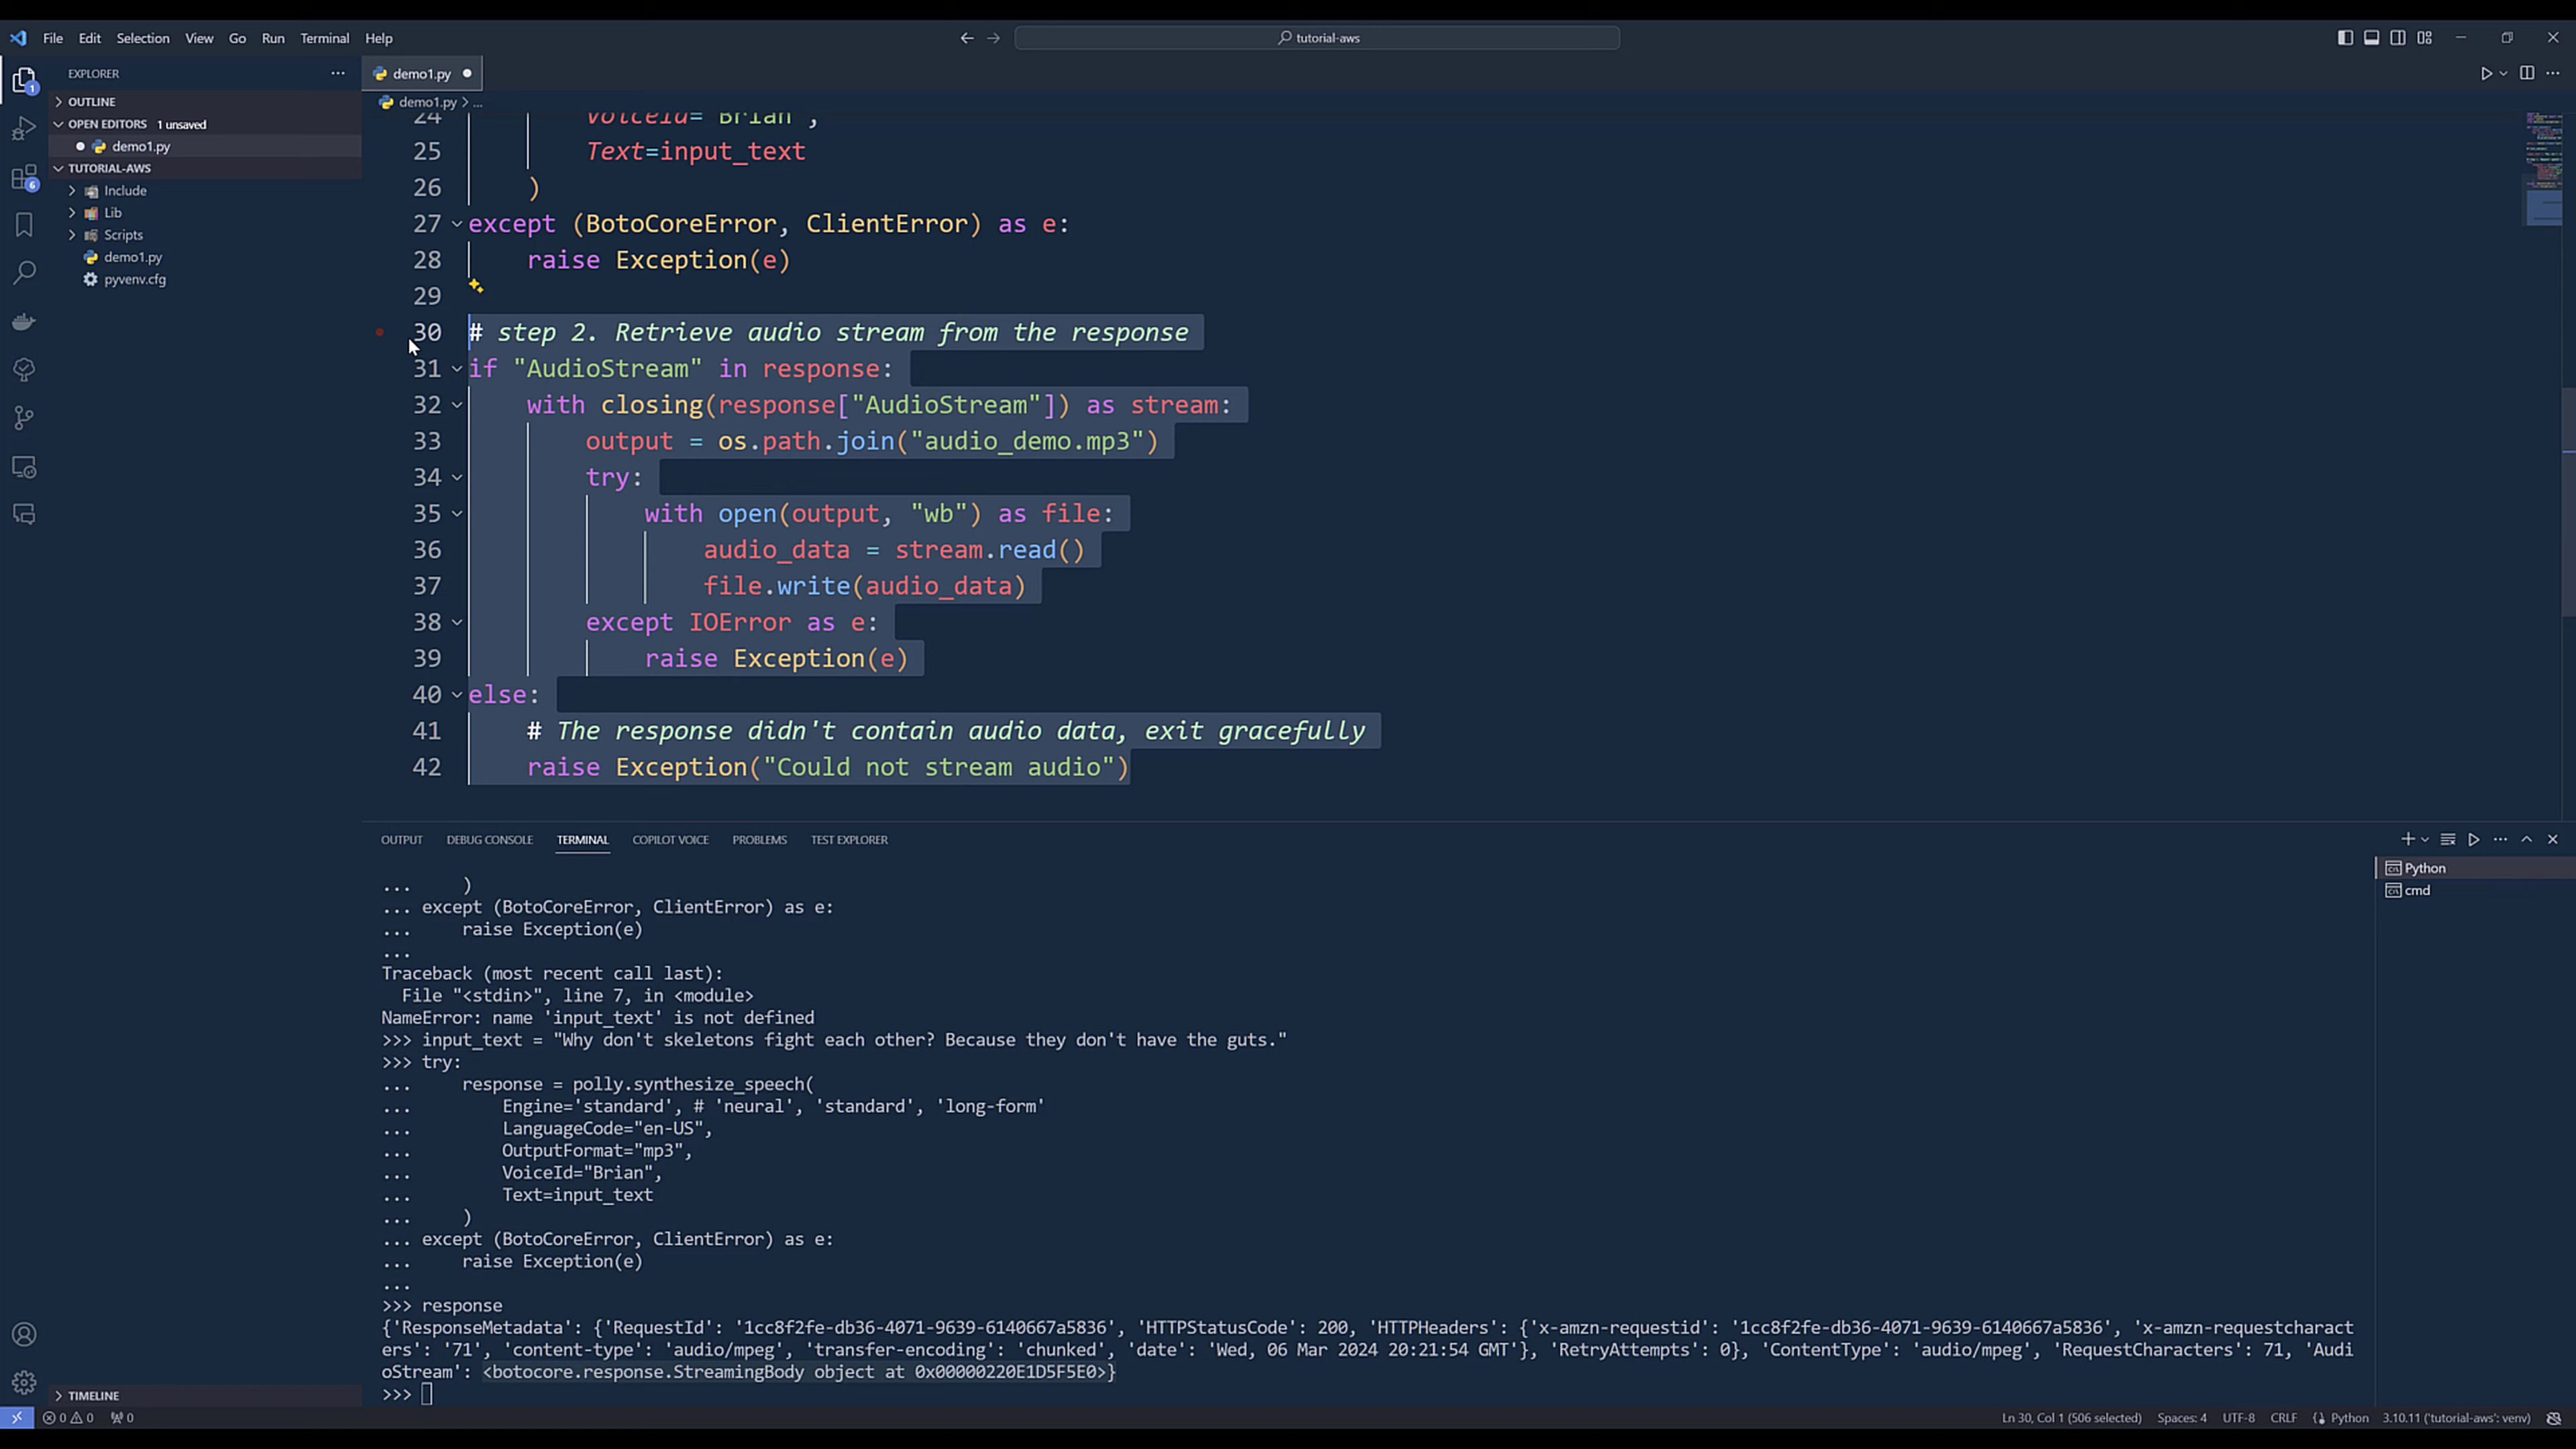 File Edit Selection View Go Run Terminal Help
tutorial-aws
EXPLORER
OUTLINE
OPEN EDITORS 1 unsaved
demo1.py
TUTORIAL-AWS
Include
Lib
Scripts
demo1.py
pyvenv.cfg
TIMELINE
1
6
demo1.py
demo1.py > ...
24 VoiceId="Brian",
25 Text=input_text
26 )
27 except (BotoCoreError, ClientError) as e:
28 raise Exception(e)
29
30 # step 2. Retrieve audio stream from the response
31 if "AudioStream" in response:
32 with closing(response["AudioStream"]) as stream:
33 output = os.path.join("audio_demo.mp3")
34 try:
35 with open(output, "wb") as file:
36 audio_data = stream.read()
37 file.write(audio_data)
38 except IOError as e:
39 raise Exception(e)
40 else:
41 # The response didn't contain audio data, exit gracefully
42 raise Exception("Could not stream audio")
OUTPUT DEBUG CONSOLE TERMINAL COPILOT VOICE PROBLEMS TEST EXPLORER
Python
cmd
... )
... except (BotoCoreError, ClientError) as e:
... raise Exception(e)
...
Traceback (most recent call last):
File "<stdin>", line 7, in <module>
NameError: name 'input_text' is not defined
>>> input_text = "Why don't skeletons fight each other? Because they don't have the guts."
>>> try:
... response = polly.synthesize_speech(
... Engine='standard', # 'neural', 'standard', 'long-form'
... LanguageCode="en-US",
... OutputFormat="mp3",
... VoiceId="Brian",
... Text=input_text
... )
... except (BotoCoreError, ClientError) as e:
... raise Exception(e)
...
>>> response
{'ResponseMetadata': {'RequestId': '1cc8f2fe-db36-4071-9639-6140667a5836', 'HTTPStatusCode': 200, 'HTTPHeaders': {'x-amzn-requestid': '1cc8f2fe-db36-4071-9639-6140667a5836', 'x-amzn-requestcharact
ers': '71', 'content-type': 'audio/mpeg', 'transfer-encoding': 'chunked', 'date': 'Wed, 06 Mar 2024 20:21:54 GMT'}, 'RetryAttempts': 0}, 'ContentType': 'audio/mpeg', 'RequestCharacters': 71, 'Audi
oStream': <botocore.response.StreamingBody object at 0x00000220E1D5F5E0>}
>>>
0 0 0 Ln 30, Col 1 (506 selected) Spaces: 4 UTF-8 CRLF Python 3.10.11 ('tutorial-aws': venv)